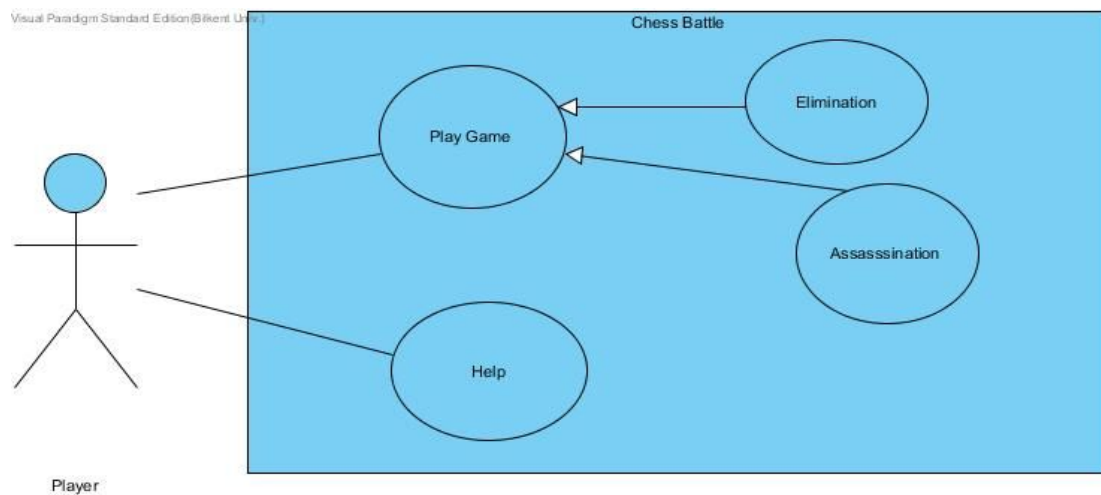 Visual Paradigm Standard Edition(Bilkent Univ.)
Chess Battle
Elimination
Play Game
Assasssination
Help
Player